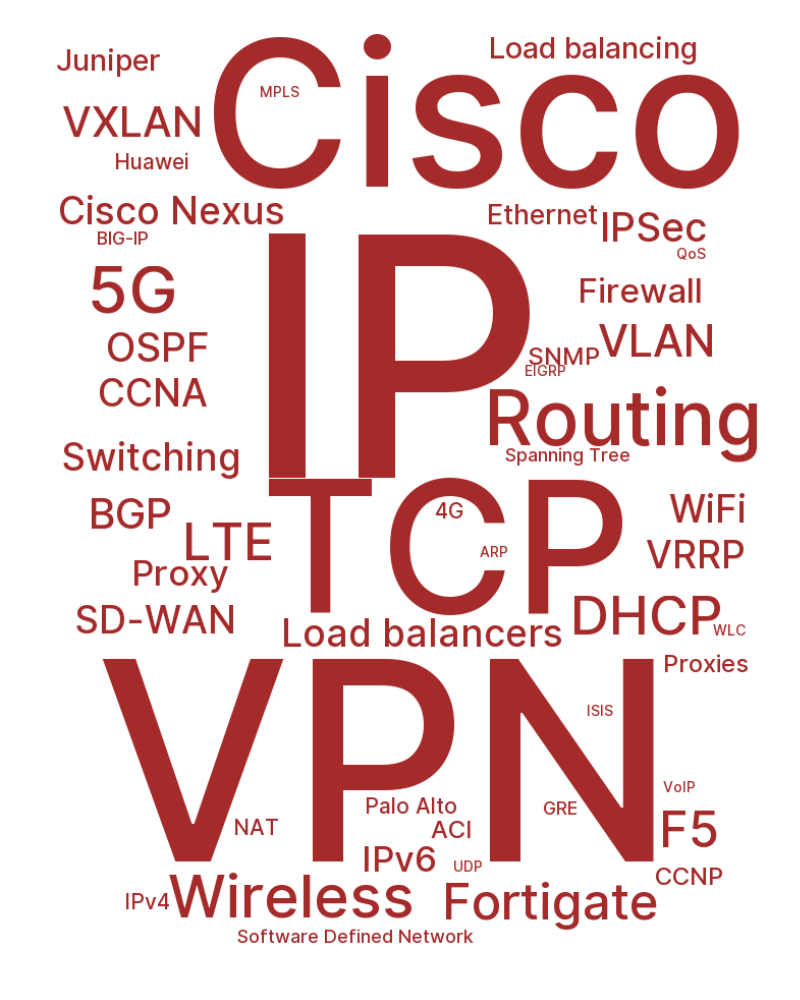 Juniper
Load balancing
Cisco
MPLS
VXLAN
Huawei
Cisco Nexus
Ethernet
IPSec
BIG-IP
QoS
IP
5G
Firewall
OSPF
VLAN
SNMP
EIGRP
CCNA
Routing
Switching
Spanning Tree
BGP
TCP
4G
WiFi
LTE
ARP
VRRP
Proxy
SD-WAN
DHCP
WLC
Load balancers
Proxies
VPN
ISIS
VoIP
Palo Alto
GRE
NAT
ACI
F5
IPv6
UDP
CCNP
IPv4
Wireless
Fortigate
Software Defined Network